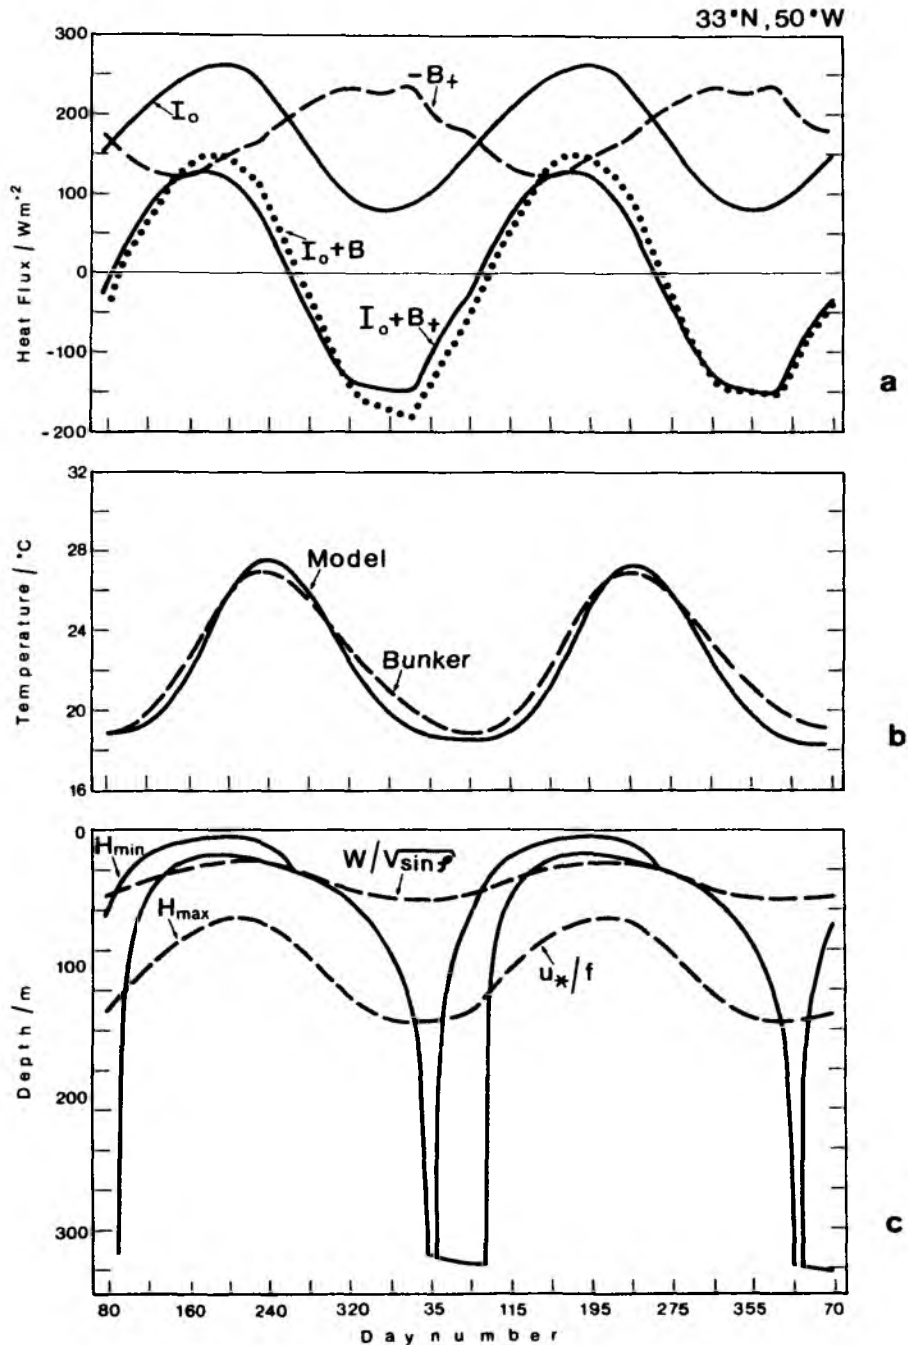 33°N, 50°W
300
200
100
0
-100
-200
Heat Flux / Wm⁻²
-B₊
I₀
I₀+B
I₀+B₊
a
32
28
24
20
16
Temperature / °C
Model
Bunker
b
0
100
200
300
Depth / m
Hmin
W/V√sin𝜑
Hmax
u*/f
c
80 160 240 320 35 115 195 275 355 70
Day number